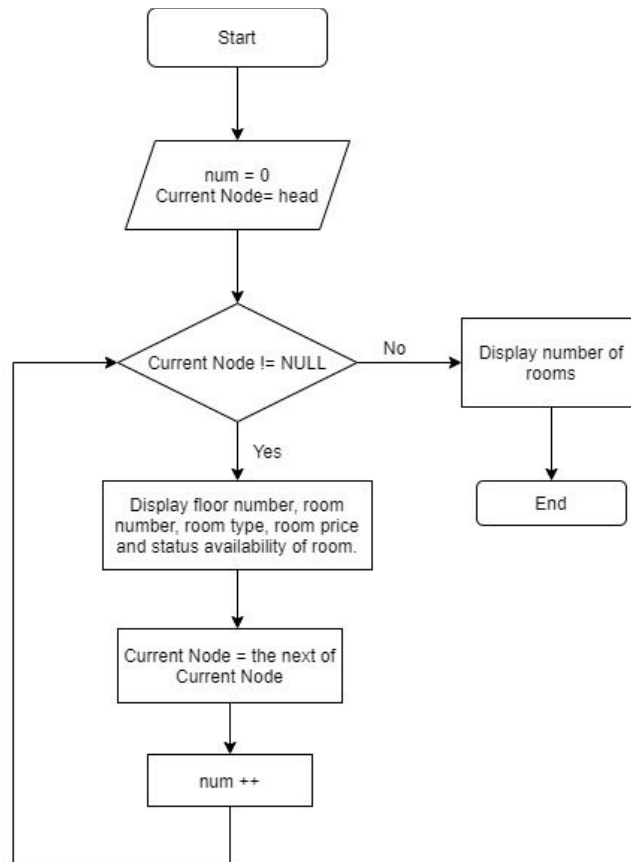 Start
num = 0
Current Node= head
Current Node != NULL
No
Display number of
rooms
Yes
End
Display floor number, room
number, room type, room price
and status availability of room.
Current Node = the next of
Current Node
num ++